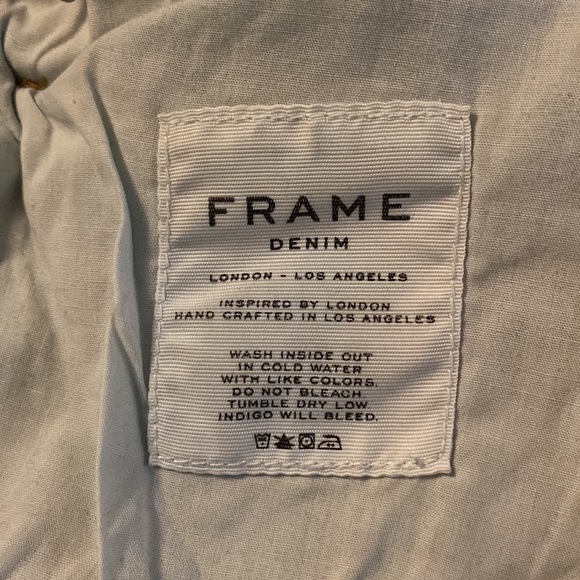 FRAME
DENIM
LONDON - LOS ANGELES
INSPIRED BY LONDON
HAND CRAFTED IN LOS ANGELES
WASH INSIDE OUT
IN COLD WATER
WITH LIKE COLORS.
DO NOT BLEACH.
TUMBLE DRY LOW
INDIGO WILL BLEED.